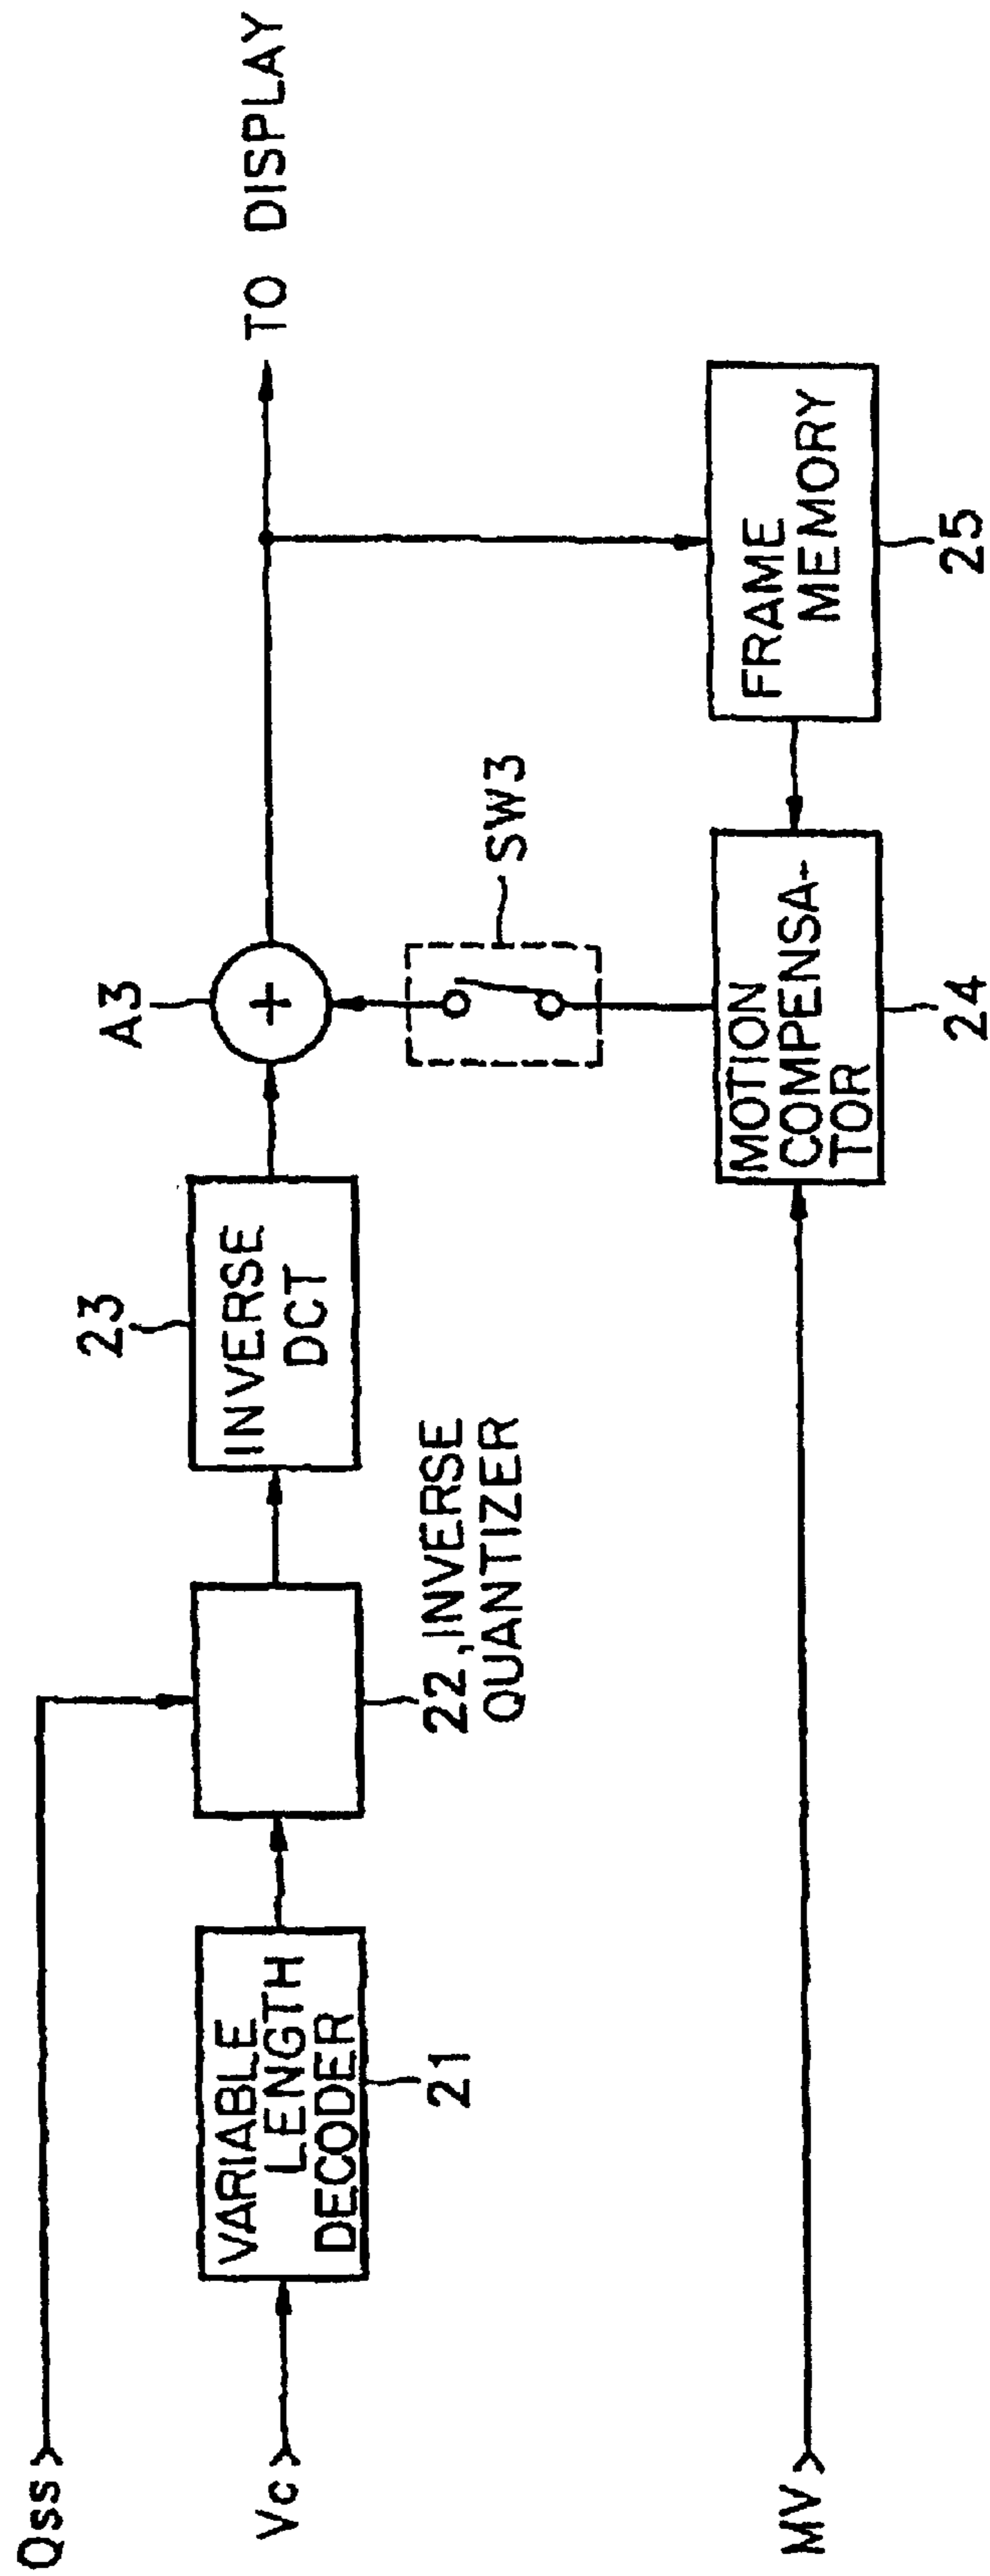 Qss
Vc
MV
VARIABLE
LENGTH
DECODER
21
22, INVERSE
QUANTIZER
23
INVERSE
DCT
A3
+
SW3
TO DISPLAY
MOTION
COMPENSA-
TOR
24
FRAME
MEMORY
25